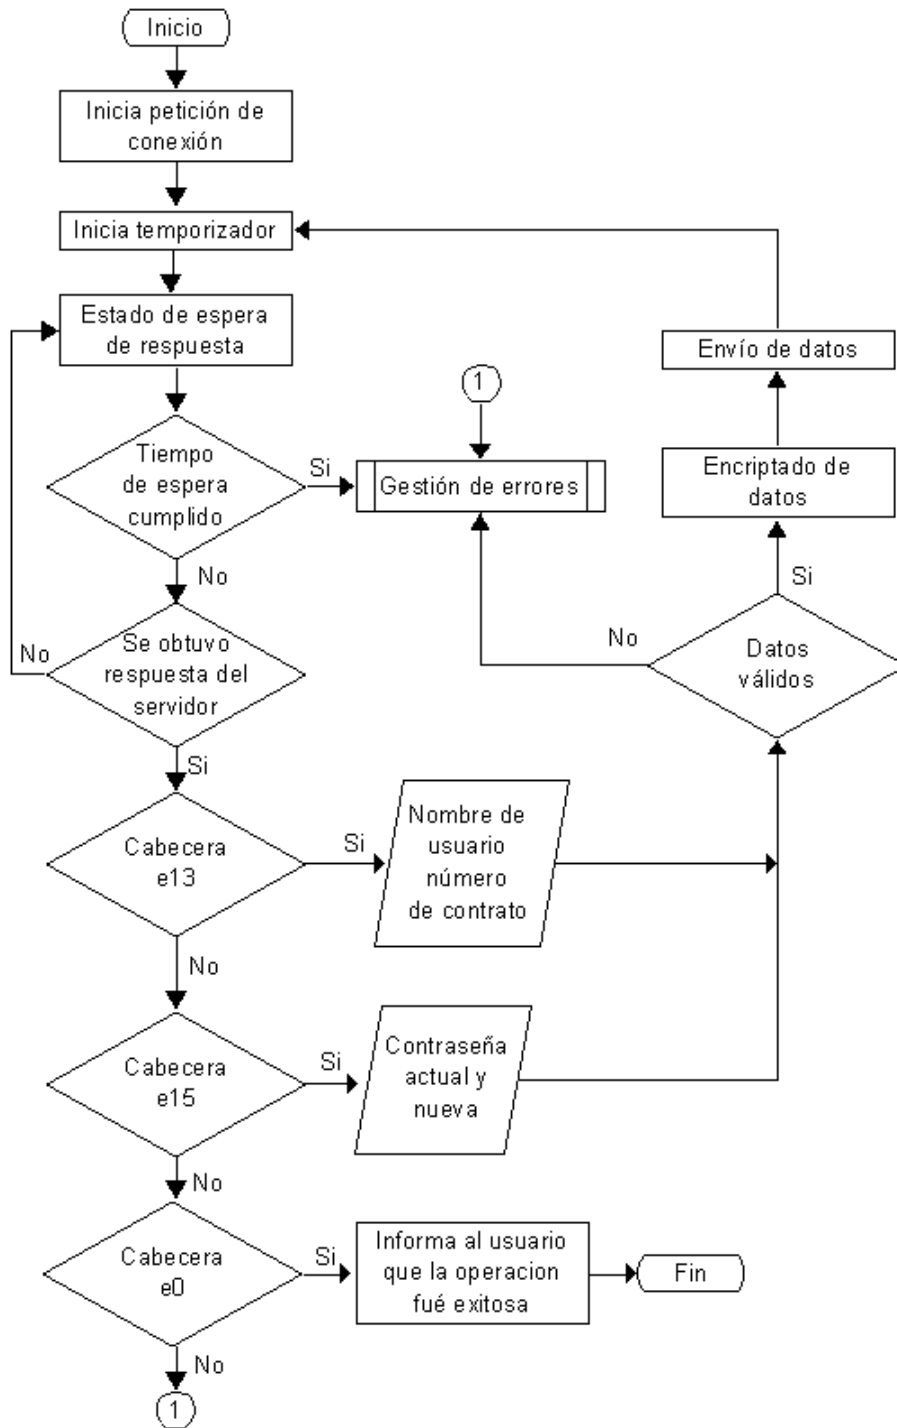 Inicio
Inicia petición de
conexión
Inicia temporizador
Estado de espera
de respuesta
Envío de datos
1
Tiempo
de espera
cumplido
Si
Gestión de errores
Encriptado de
datos
No
Si
Se obtuvo
respuesta del
servidor
No
No
Datos
válidos
Si
Cabecera
e13
Si
Nombre de
usuario
número
de contrato
No
Cabecera
e15
Si
Contraseña
actual y
nueva
No
Cabecera
e0
Si
Informa al usuario
que la operacion
fué exitosa
Fin
No
1